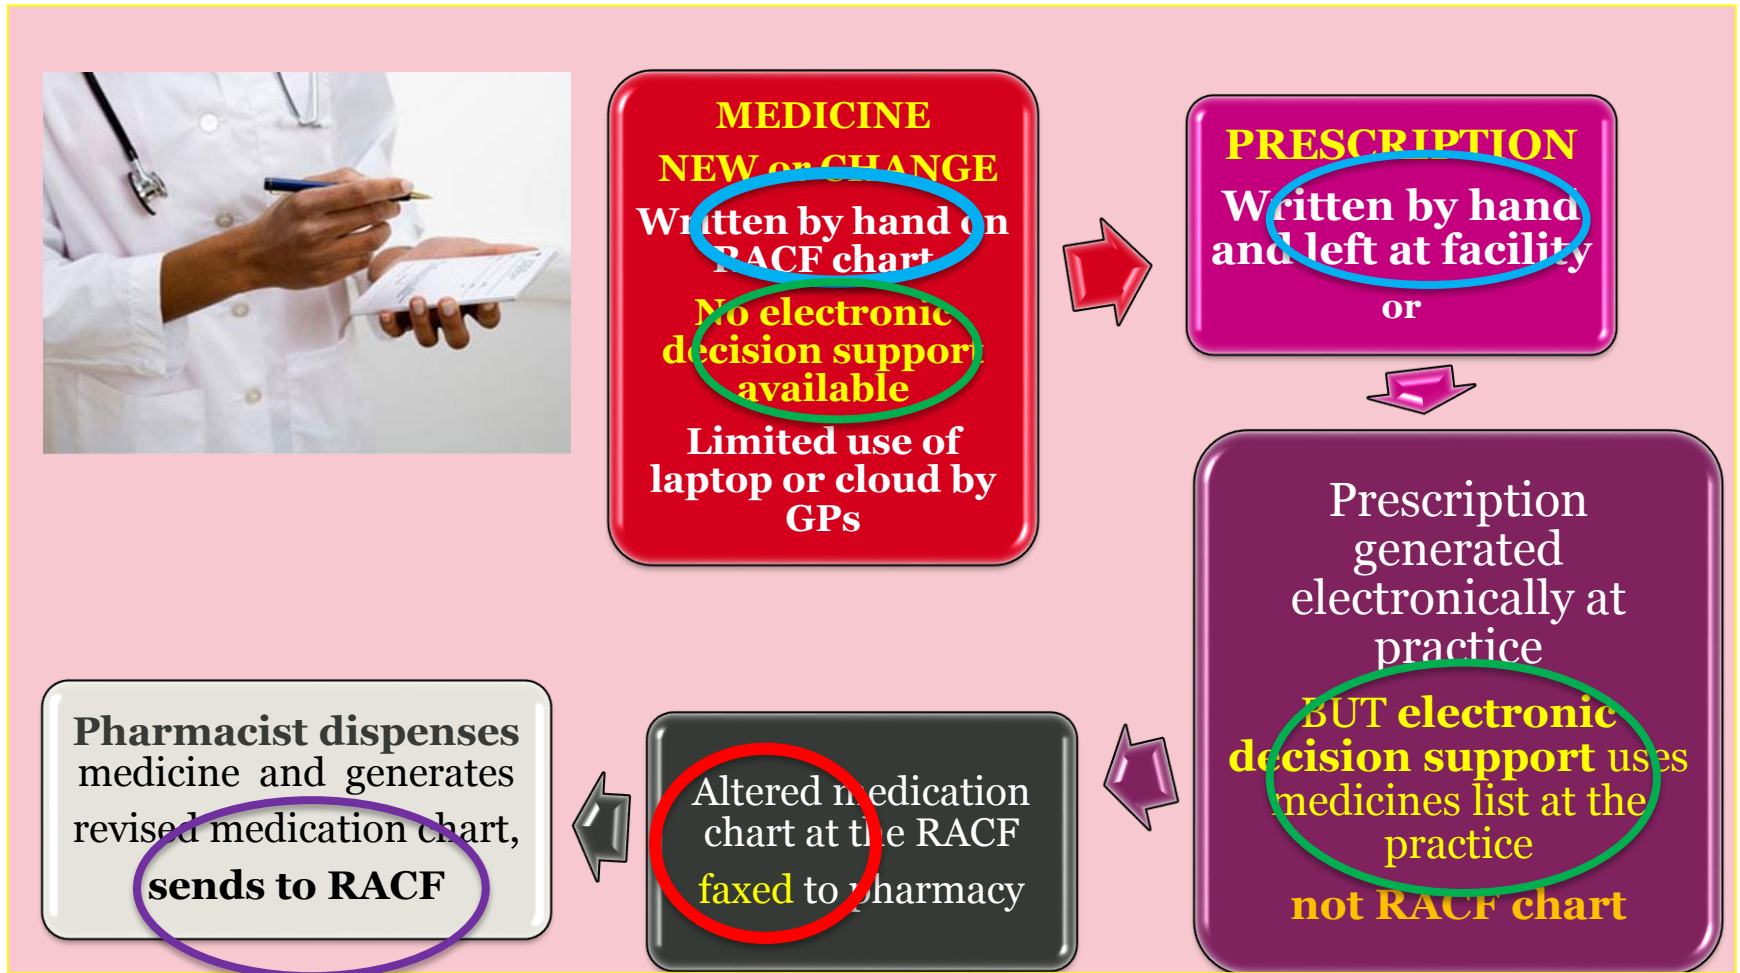 MEDICINE
NEW or CHANGE
Written by hand on
RACF chart
No electronic
decision support
available
Limited use of
laptop or cloud by
GPs
PRESCRIPTION
Written by hand
and left at facility
or
Prescription
generated
electronically at
practice
BUT electronic
decision support uses
medicines list at the
practice
not RACF chart
Altered medication
chart at the RACF
faxed to pharmacy
Pharmacist dispenses
medicine and generates
revised medication chart,
sends to RACF